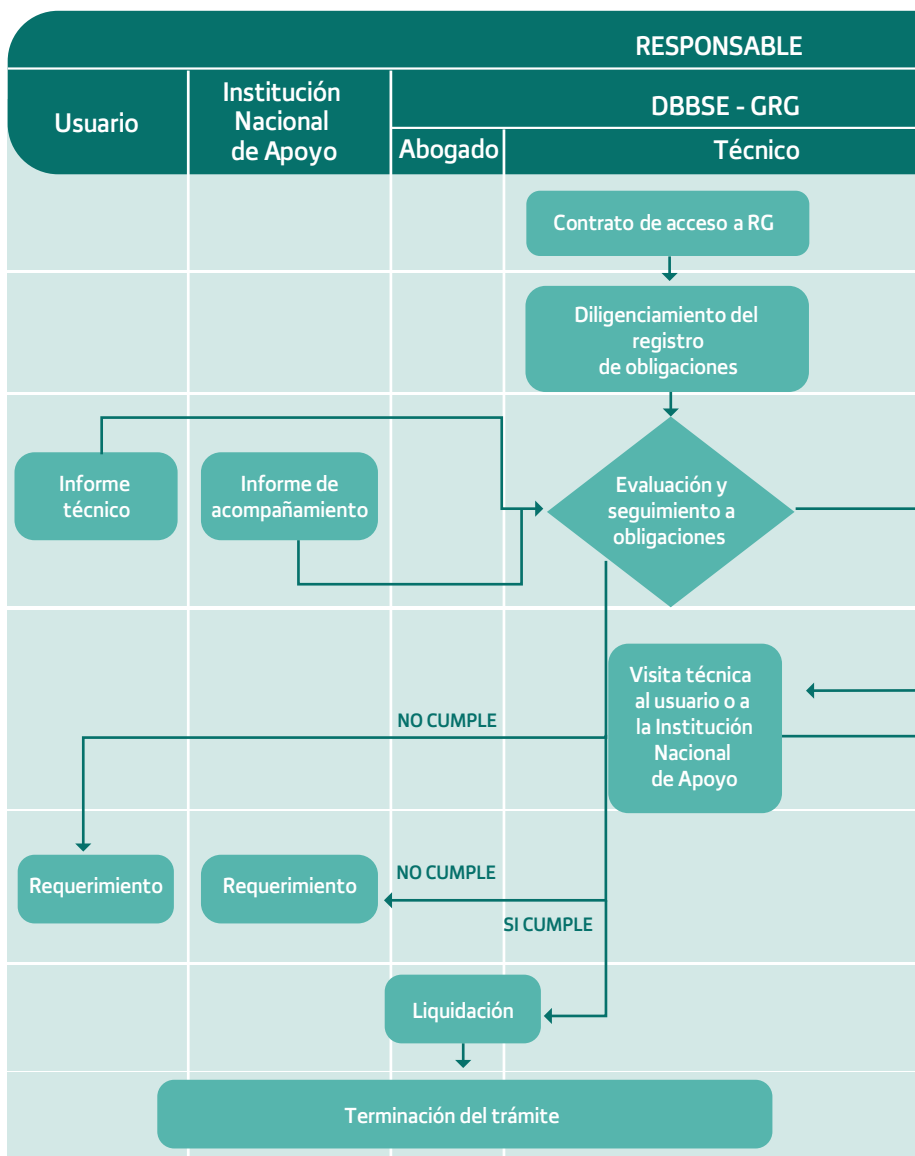 RESPONSABLE
Usuario
Institución
Nacional
de Apoyo
DBBSE - GRG
Abogado
Técnico
Contrato de acceso a RG
Diligenciamiento del
registro
de obligaciones
Informe
técnico
Informe de
acompañamiento
Evaluación y
seguimiento a
obligaciones
Visita técnica
al usuario o a
la Institución
Nacional
de Apoyo
NO CUMPLE
Requerimiento
Requerimiento
NO CUMPLE
SI CUMPLE
Liquidación
Terminación del trámite